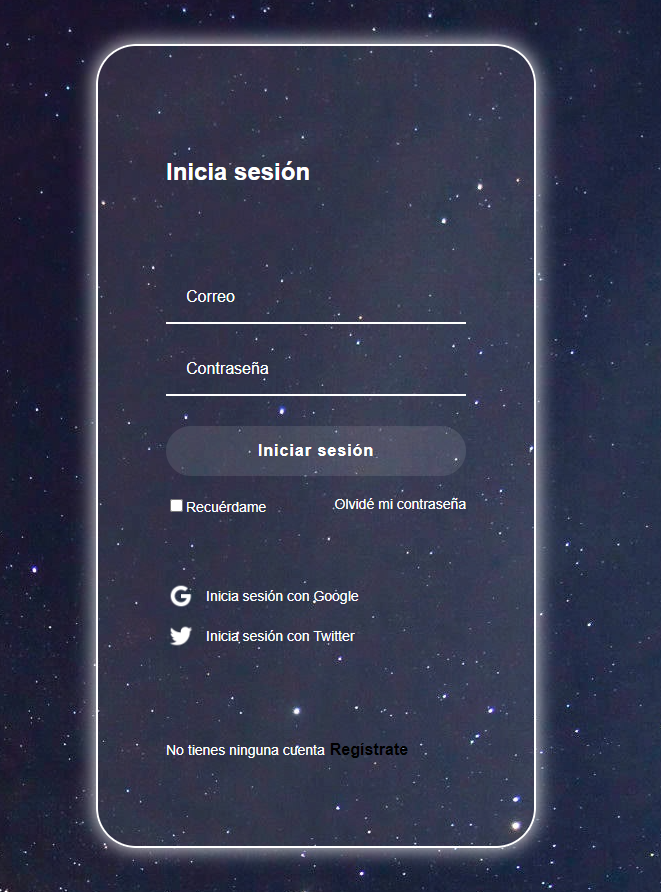 Inicia sesión
Correo
Contraseña
Iniciar sesión
Recuérdame Olvidé mi contraseña
Inicia sesión con Google
Inicia sesión con Twitter
No tienes ninguna cuenta Regístrate